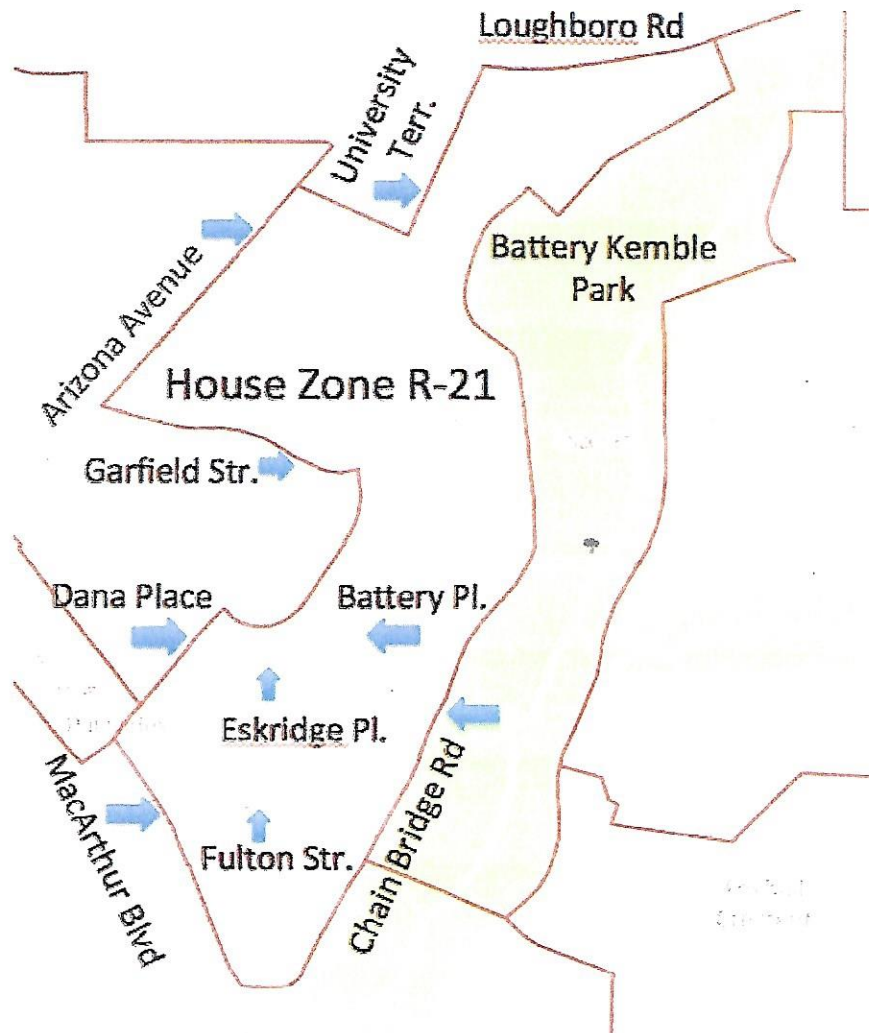 Loughboro Rd
University
Terr.
Battery Kemble
Park
Arizona Avenue
House Zone R-21
Garfield Str.
Dana Place
Battery Pl.
Eskridge Pl.
MacArthur Blvd
Fulton Str.
Chain Bridge Rd